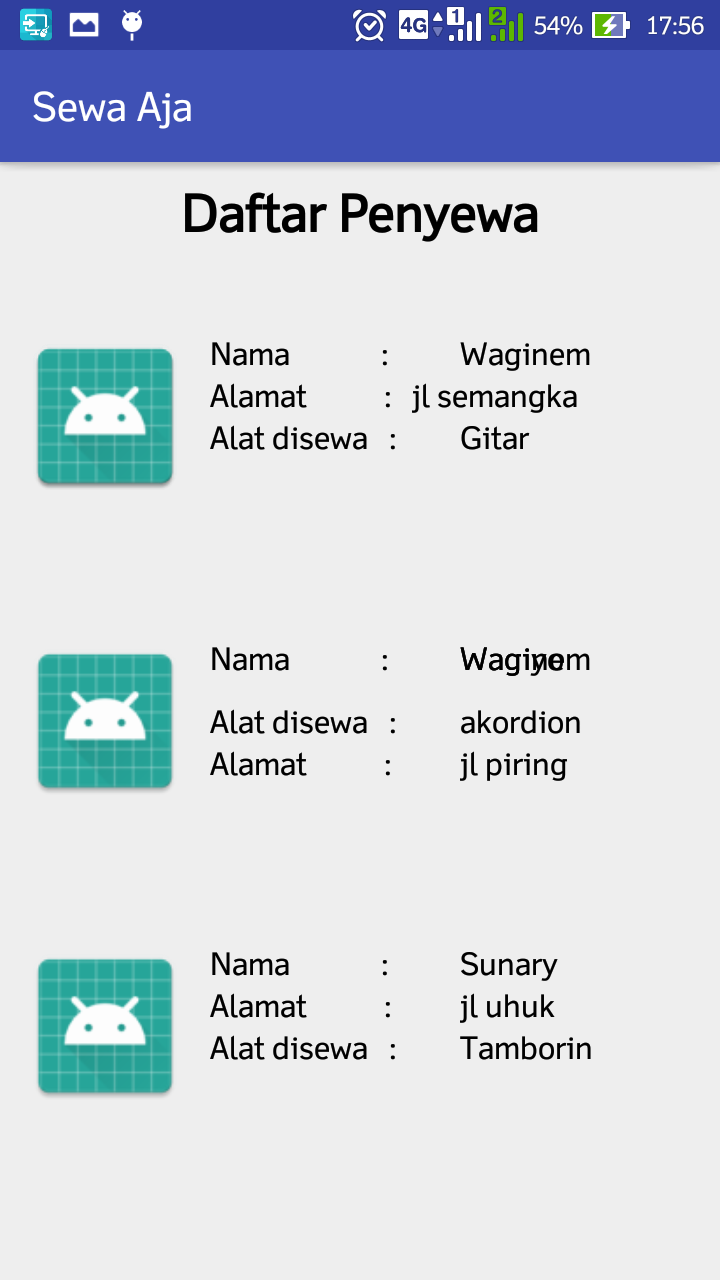 4G 1 2 54% 17:56
Sewa Aja
Daftar Penyewa
Nama : Waginem
Alamat : jl semangka
Alat disewa : Gitar
Nama :
Alat disewa : akordion
Alamat : jl piring
Nama : Sunary
Alamat : jl uhuk
Alat disewa : Tamborin